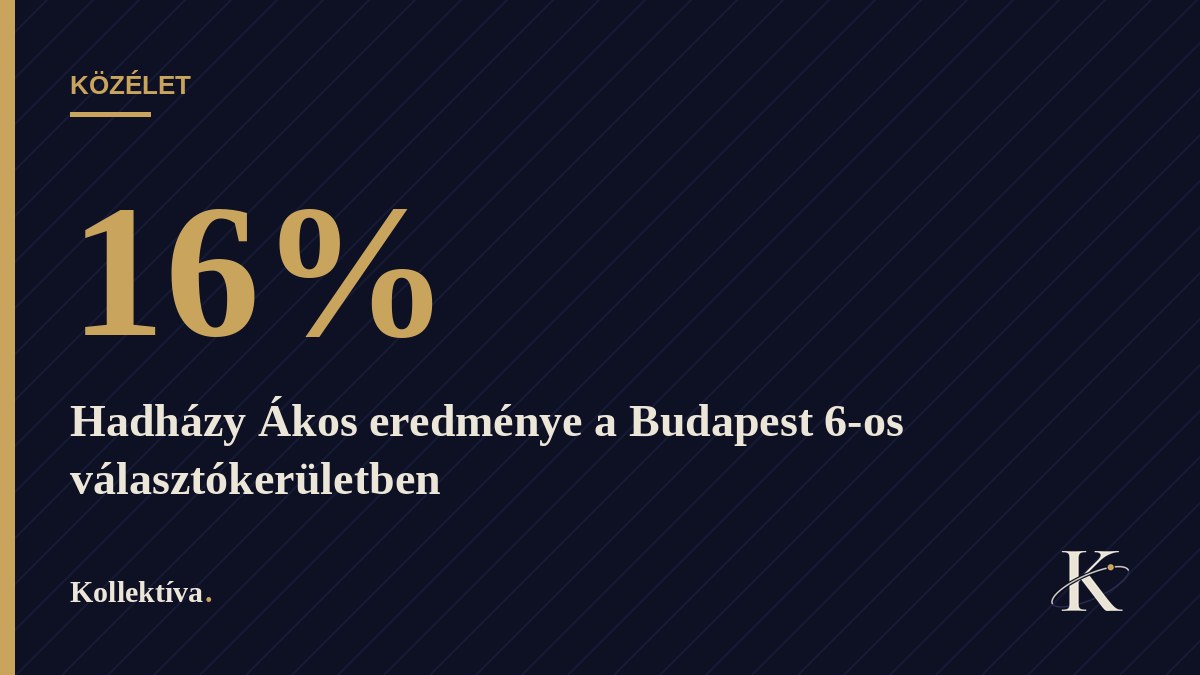 KÖZÉLET
16%
Hadházy Ákos eredménye a Budapest 6-os
választókerületben
Kollektíva.
K